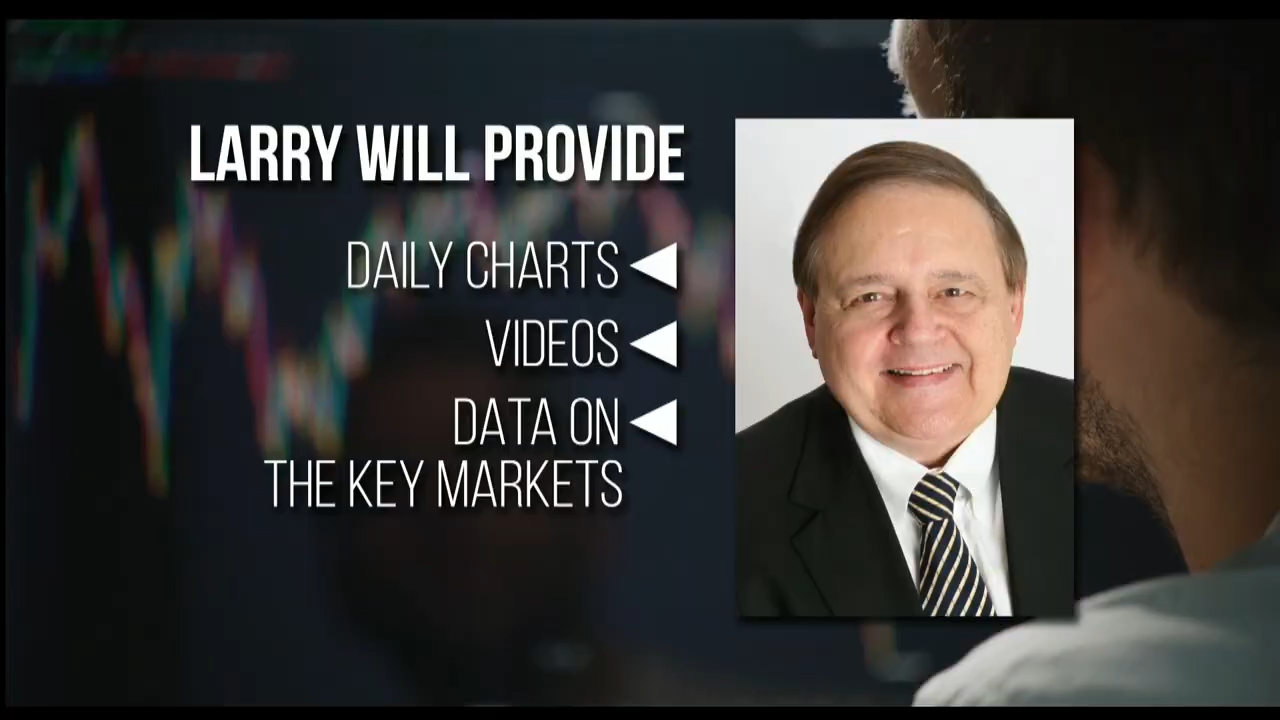 LARRY WILL PROVIDE
DAILY CHARTS
VIDEOS
DATA ON
THE KEY MARKETS